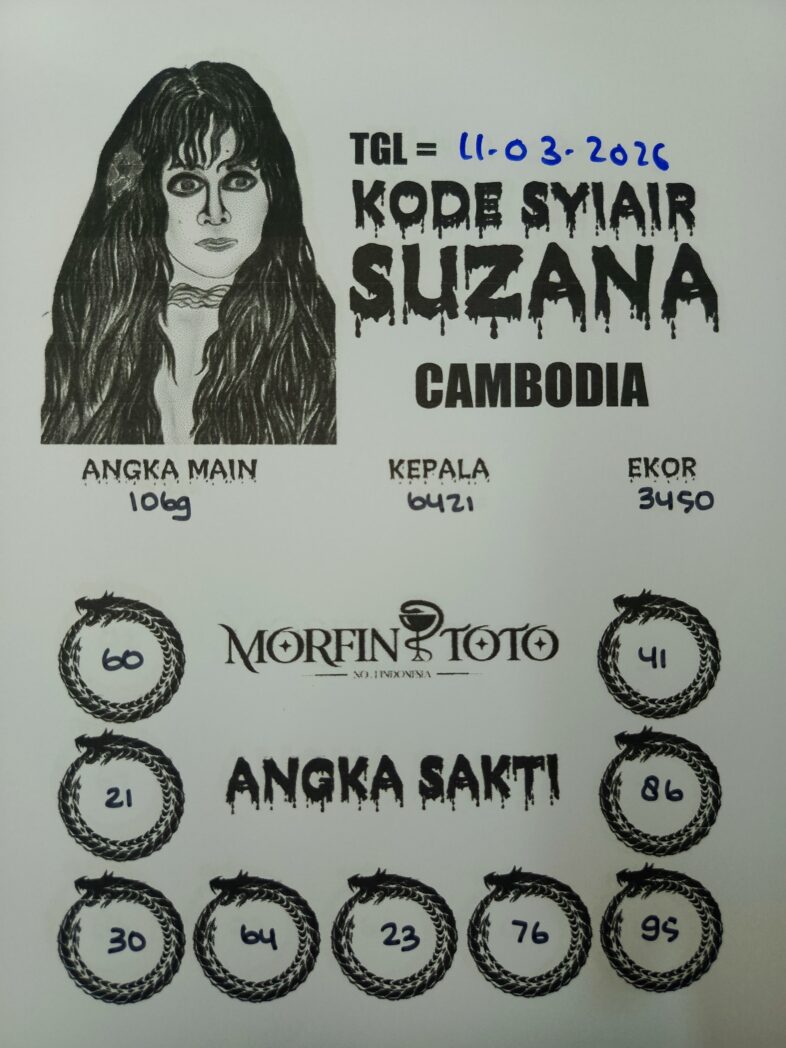 TGL = 11-03-2026
KODE SYIAIR
SUZANA
CAMBODIA
ANGKA MAIN KEPALA EKOR
1069 6421 3450
60 MORFIN TOTO 41
NO.1 INDONESIA
21 ANGKA SAKTI 86
30 64 23 76 95